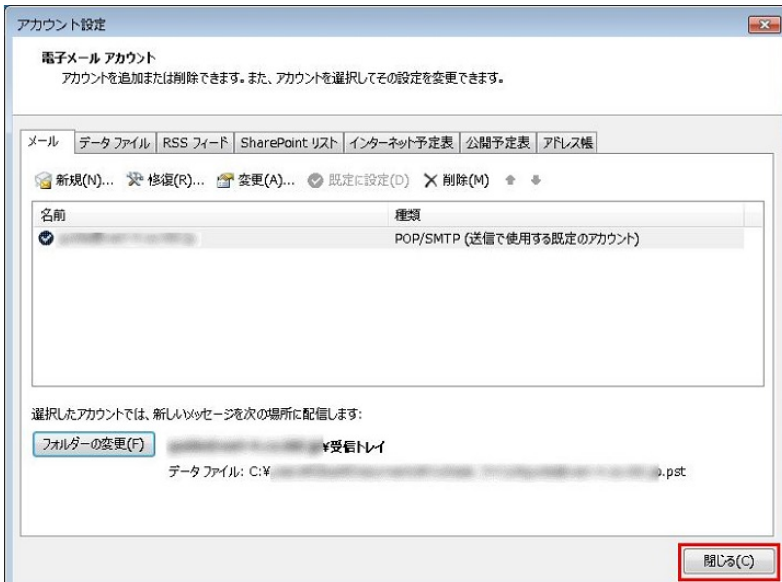 アカウント設定
電子メール アカウント
アカウントを追加または削除できます。また、アカウントを選択してその設定を変更できます。
メール データ ファイル RSS フィード SharePoint リスト インターネット予定表 公開予定表 アドレス帳
新規(N)... 修復(R)... 変更(A)... 既定に設定(D) 削除(M)
名前 種類
POP/SMTP (送信で使用する既定のアカウント)
選択したアカウントでは、新しいメッセージを次の場所に配信します:
フォルダーの変更(F) ¥受信トレイ
データ ファイル: C:¥ .pst
閉じる(C)